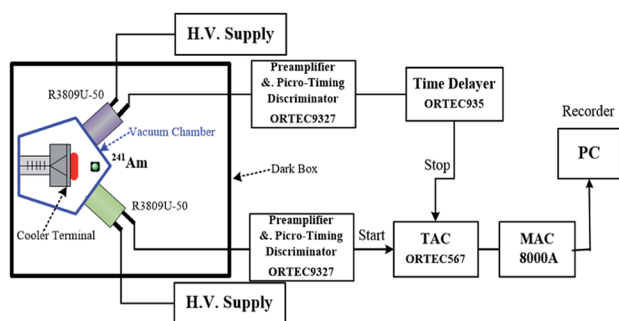 H.V. Supply
R3809U-50
Preamplifier
&. Picro-Timing
Discriminator
ORTEC9327
Time Delayer
ORTEC935
Vacuum Chamber
241Am
Recorder
PC
Dark Box
Stop
R3809U-50
Cooler Terminal
Preamplifier
&. Picro-Timing
Discriminator
ORTEC9327
Start
TAC
ORTEC567
MAC
8000A
H.V. Supply